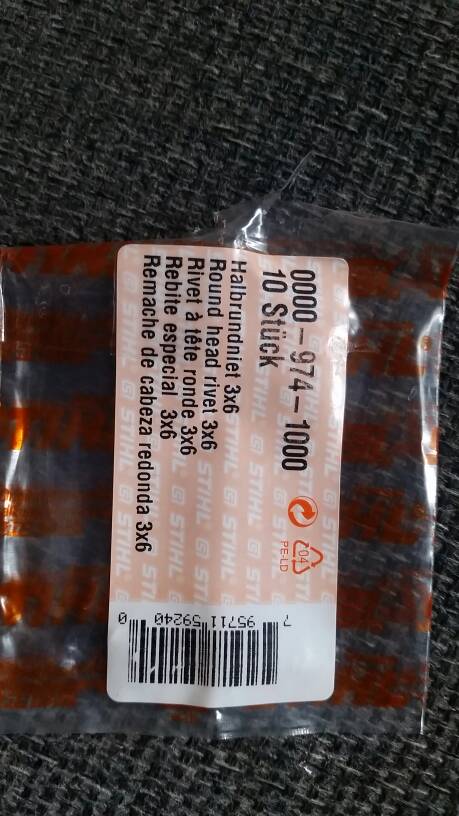 0000-974-1000
10 Stück
Halbrundniet 3x6
Round head rivet 3x6
Rivet à tête ronde 3x6
Rebite especial 3x6
Remache de cabeza redonda 3x6
04
PE-LD
7 95711 59240 0
STIHL